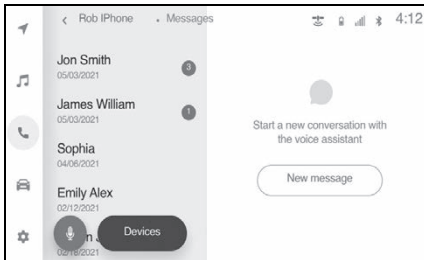 Rob IPhone
Messages
4:12
Jon Smith
05/03/2021
3
James William
05/03/2021
1
Sophia
04/06/2021
Emily Alex
02/12/2021
Devices
Start a new conversation with
the voice assistant
New message